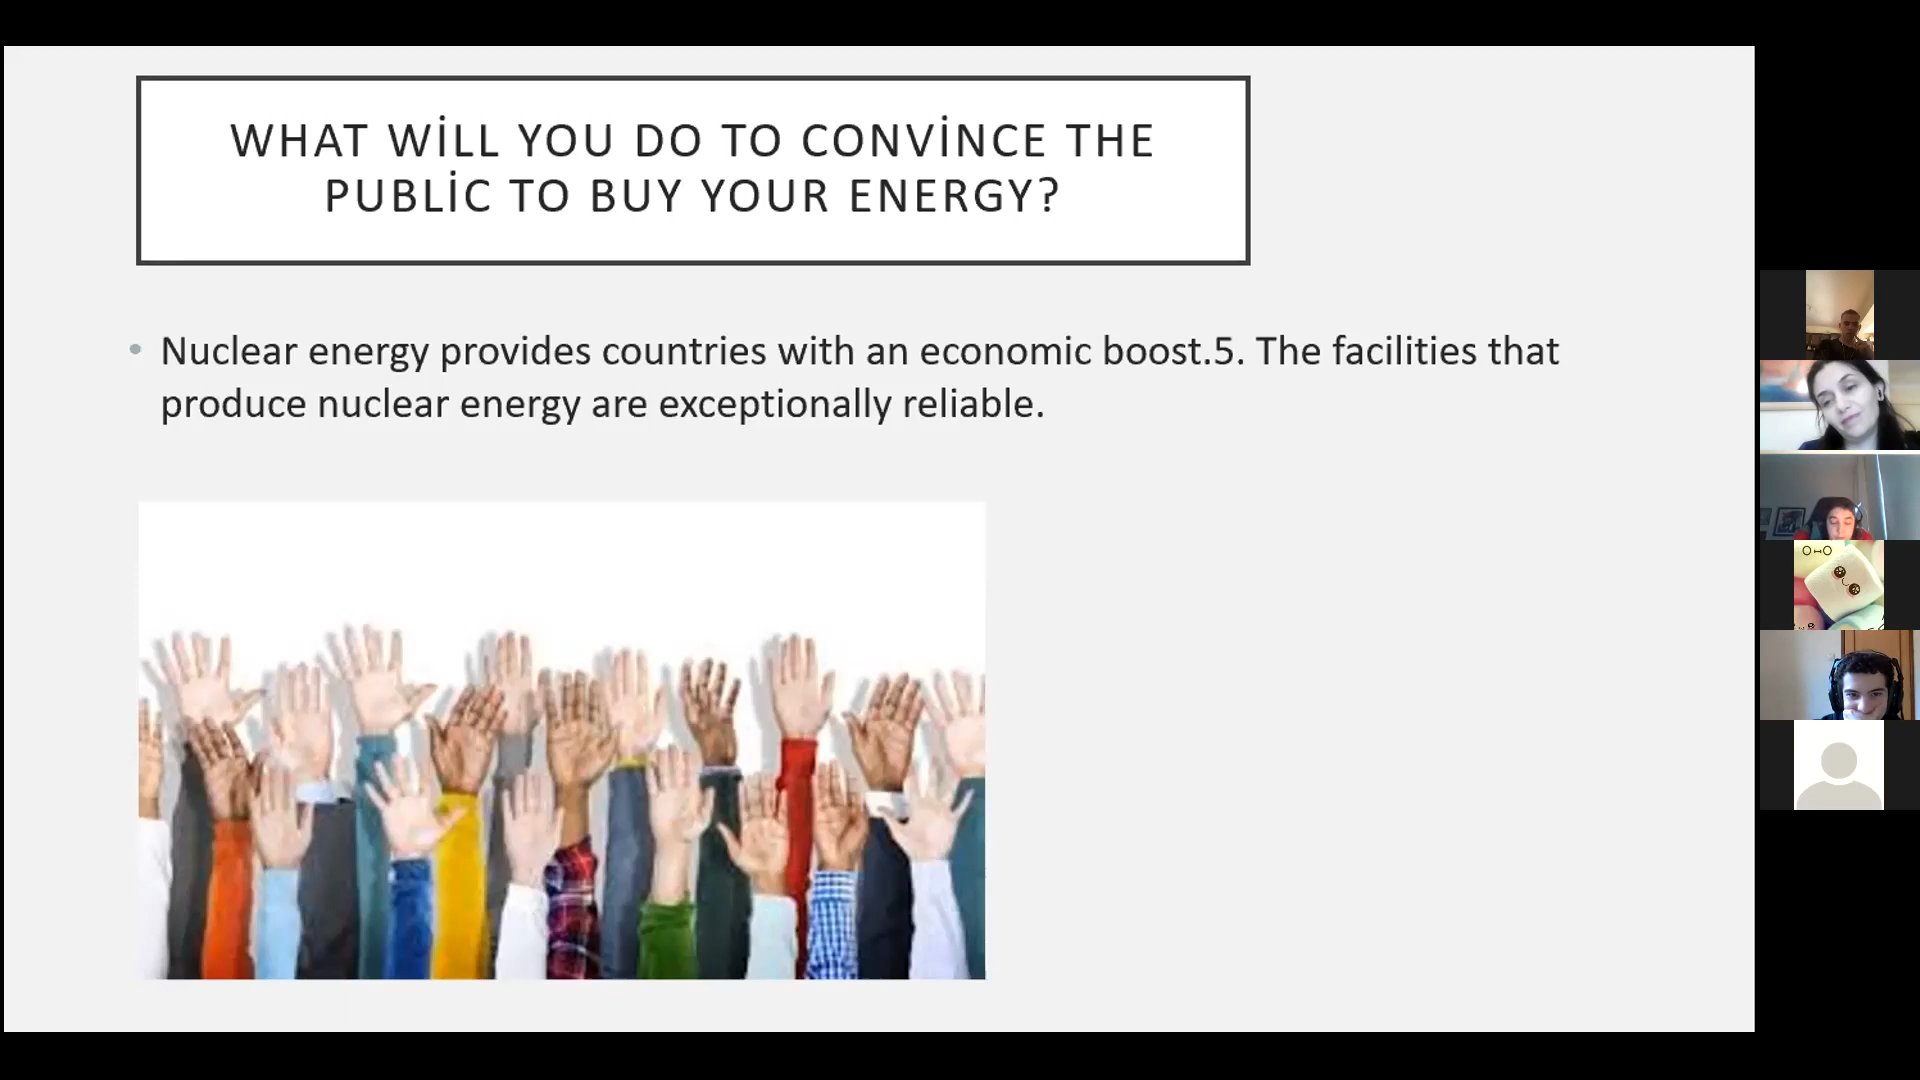 WHAT WİLL YOU DO TO CONVİNCE THE
PUBLİC TO BUY YOUR ENERGY?
• Nuclear energy provides countries with an economic boost.5. The facilities that
produce nuclear energy are exceptionally reliable.